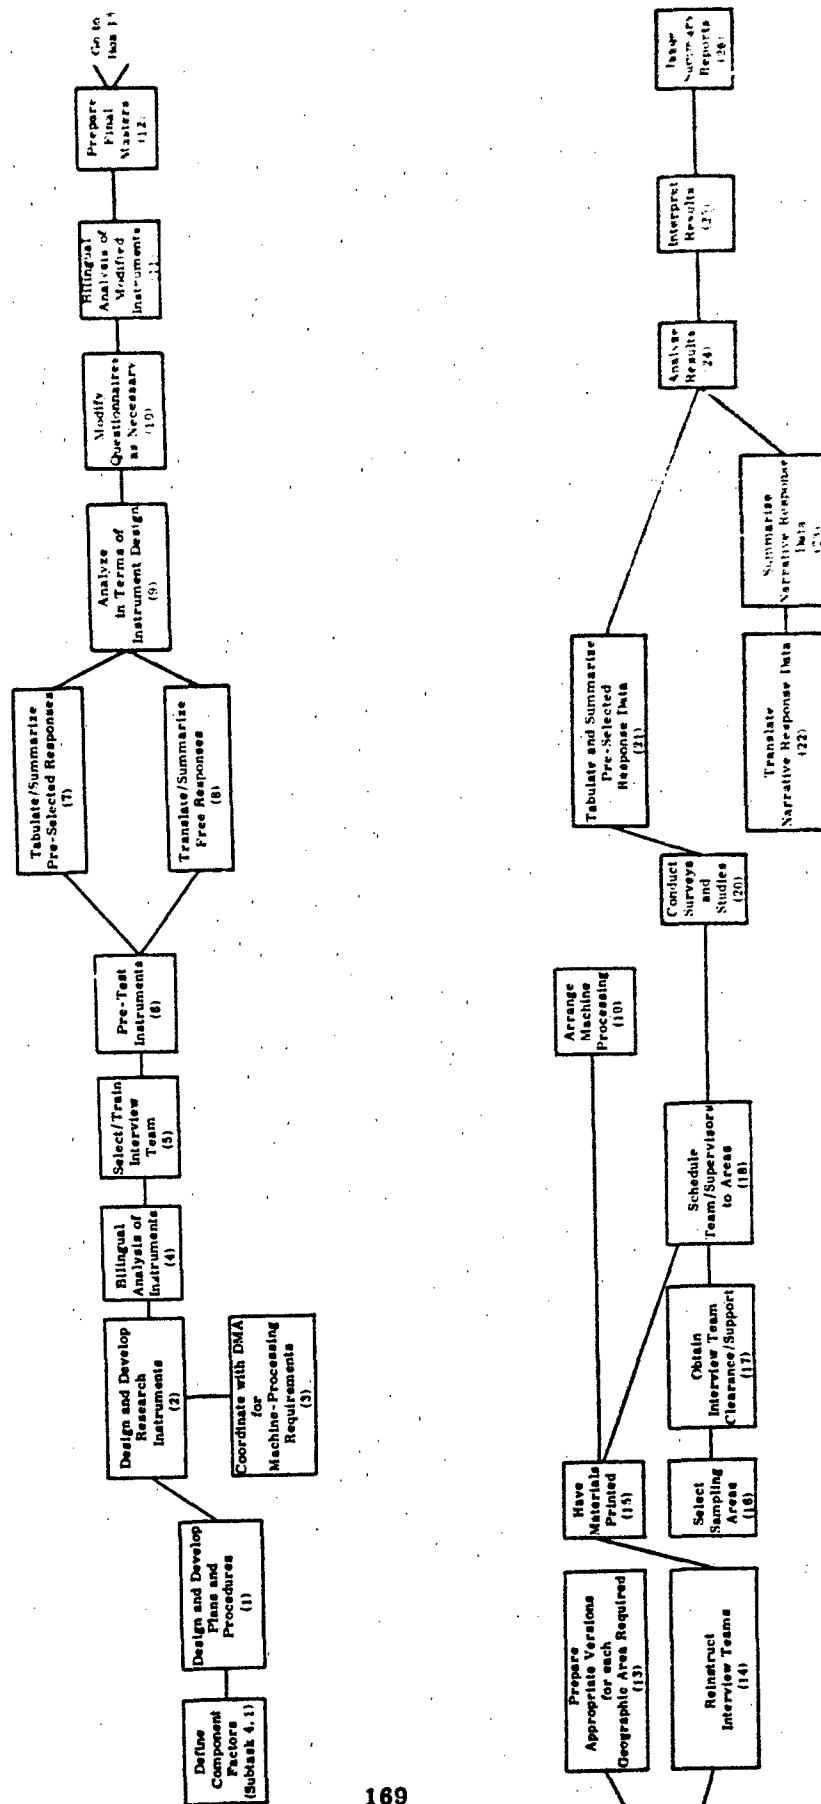 Define
Component
Factors
(Subtask 4.1)
Design and Develop
Plans and
Procedures
(1)
Design and Develop
Research
Instruments
(2)
Coordinate with DMA
for
Machine-Processing
Requirements
(3)
Bilingual
Analysis of
Instruments
(4)
Select/Train
Interview
Team
(5)
Pre-Test
Instruments
(6)
Tabulate/Summarize
Pre-Selected Responses
(7)
Translate/Summarize
Free Responses
(8)
Analyze
in Terms of
Instrument Design
(9)
Modify
Questionnaires
as Necessary
(10)
Bilingual
Analysis of
Modified
Instruments
Prepare
Final
Masters
(12)
Go to
Prepare
Appropriate Versions
for each
Geographic Area Required
(13)
Reinstruct
Interview Teams
(14)
Have
Materials
Printed
(15)
Select
Sampling
Areas
(16)
Obtain
Interview Team
Clearance/Support
(17)
Schedule
Team/Supervisors
to Areas
(18)
Arrange
Machine
Processing
(19)
Conduct
Surveys
and
Studies
(20)
Tabulate and Summarize
Pre-Selected
Response Data
(21)
Translate
Narrative Response Data
(22)
Summarize
Narrative Response
Data
Analyze
Results
(24)
Interpret
Results
(25)
Issue
Summary
Reports
(26)
169